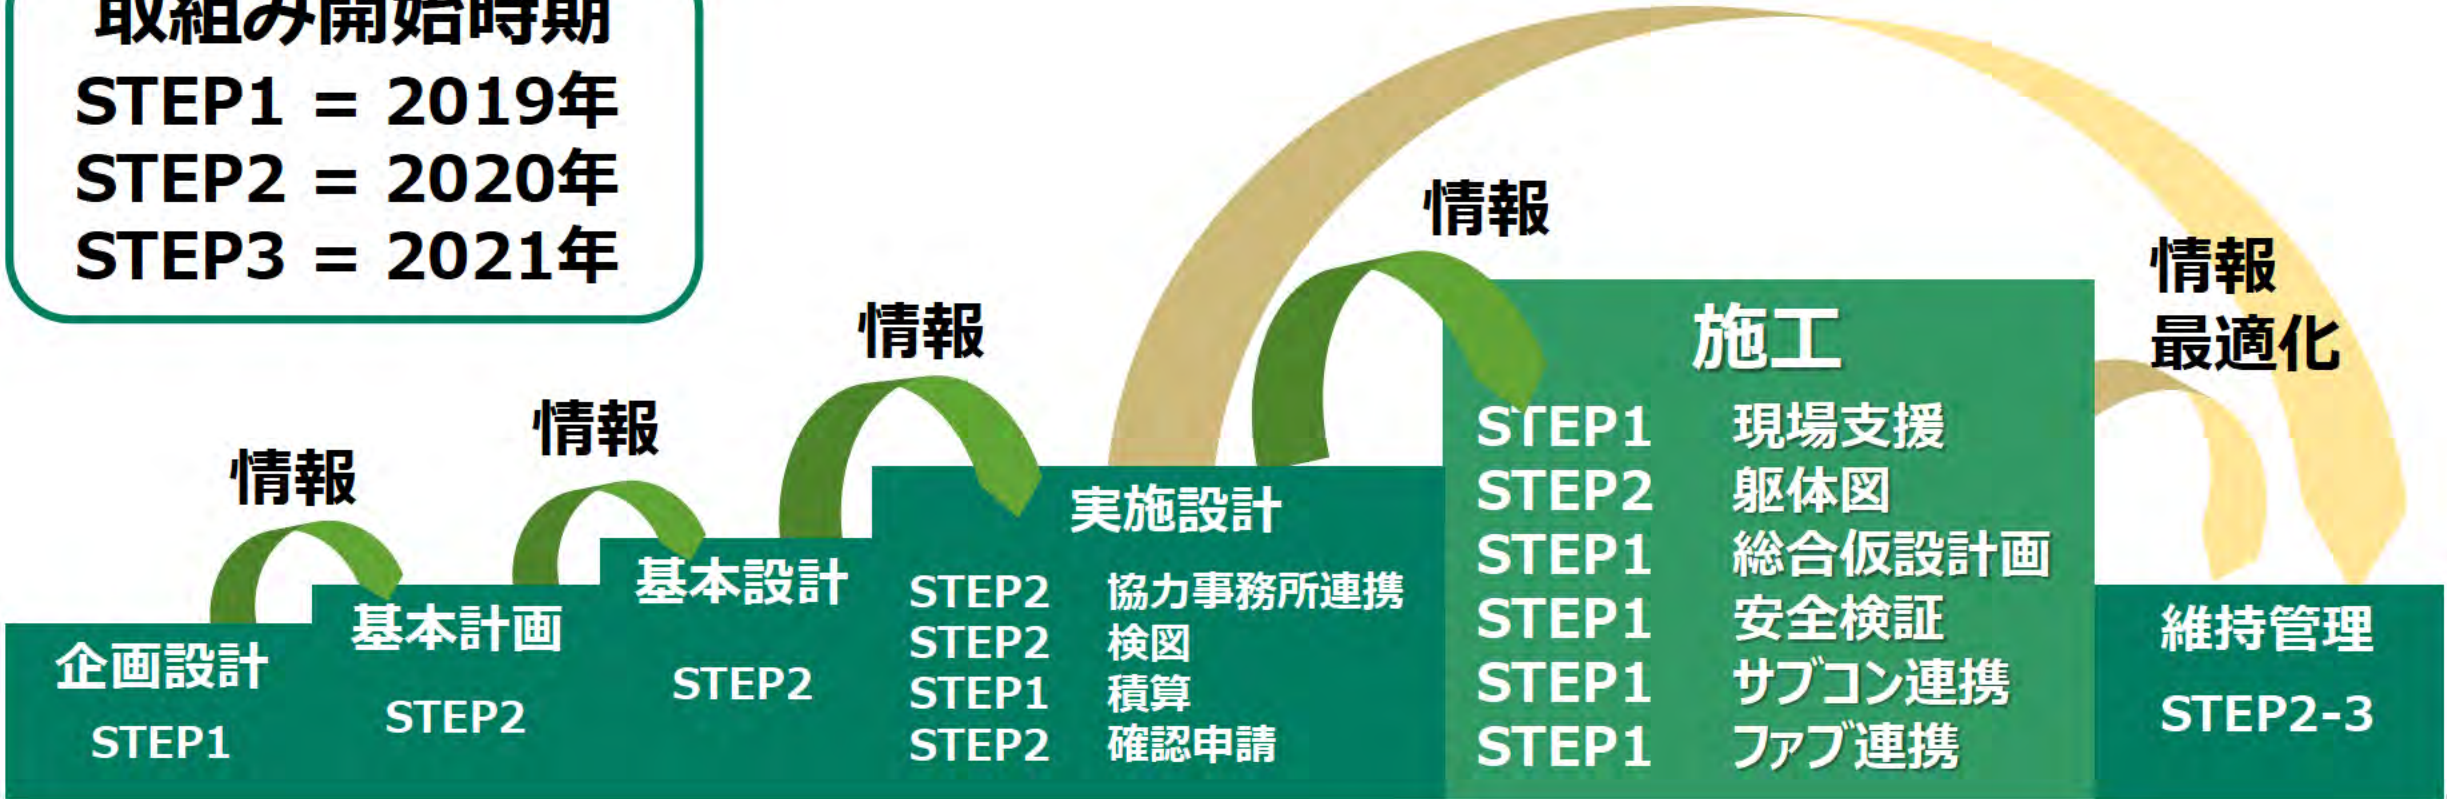 取組み開始時期
STEP1 = 2019年
STEP2 = 2020年
STEP3 = 2021年
情報
情報
情報
情報
情報
最適化
企画設計
STEP1
基本計画
STEP2
基本設計
STEP2
実施設計
STEP2 協力事務所連携
STEP2 検図
STEP1 積算
STEP2 確認申請
施工
STEP1 現場支援
STEP2 躯体図
STEP1 総合仮設計画
STEP1 安全検証
STEP1 サブコン連携
STEP1 ファブ連携
維持管理
STEP2-3